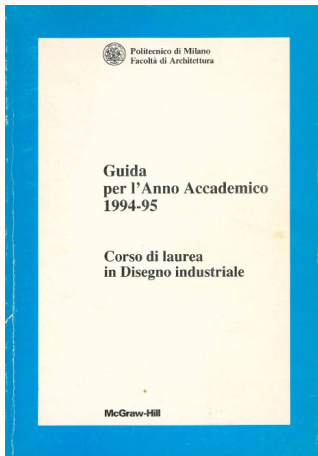 Politecnico di Milano
Facoltà di Architettura
Guida
per l'Anno Accademico
1994-95
Corso di laurea
in Disegno industriale
McGraw-Hill